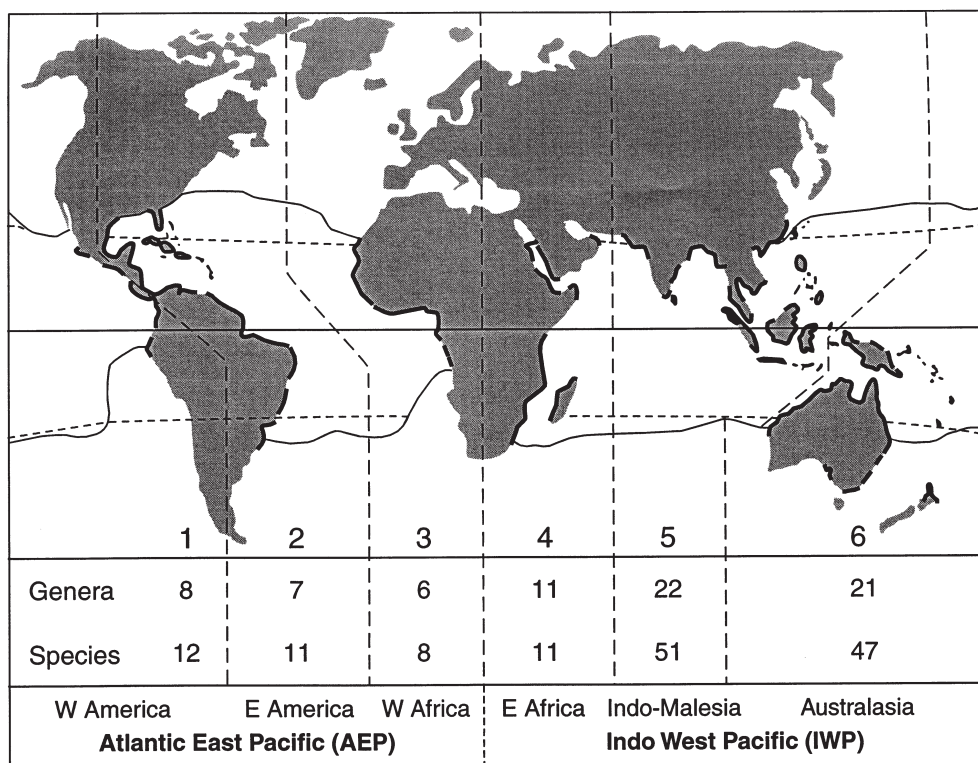 1 2 3 4 5 6
Genera 8 7 6 11 22 21
Species 12 11 8 11 51 47
W America E America W Africa E Africa Indo-Malesia Australasia
Atlantic East Pacific (AEP) Indo West Pacific (IWP)